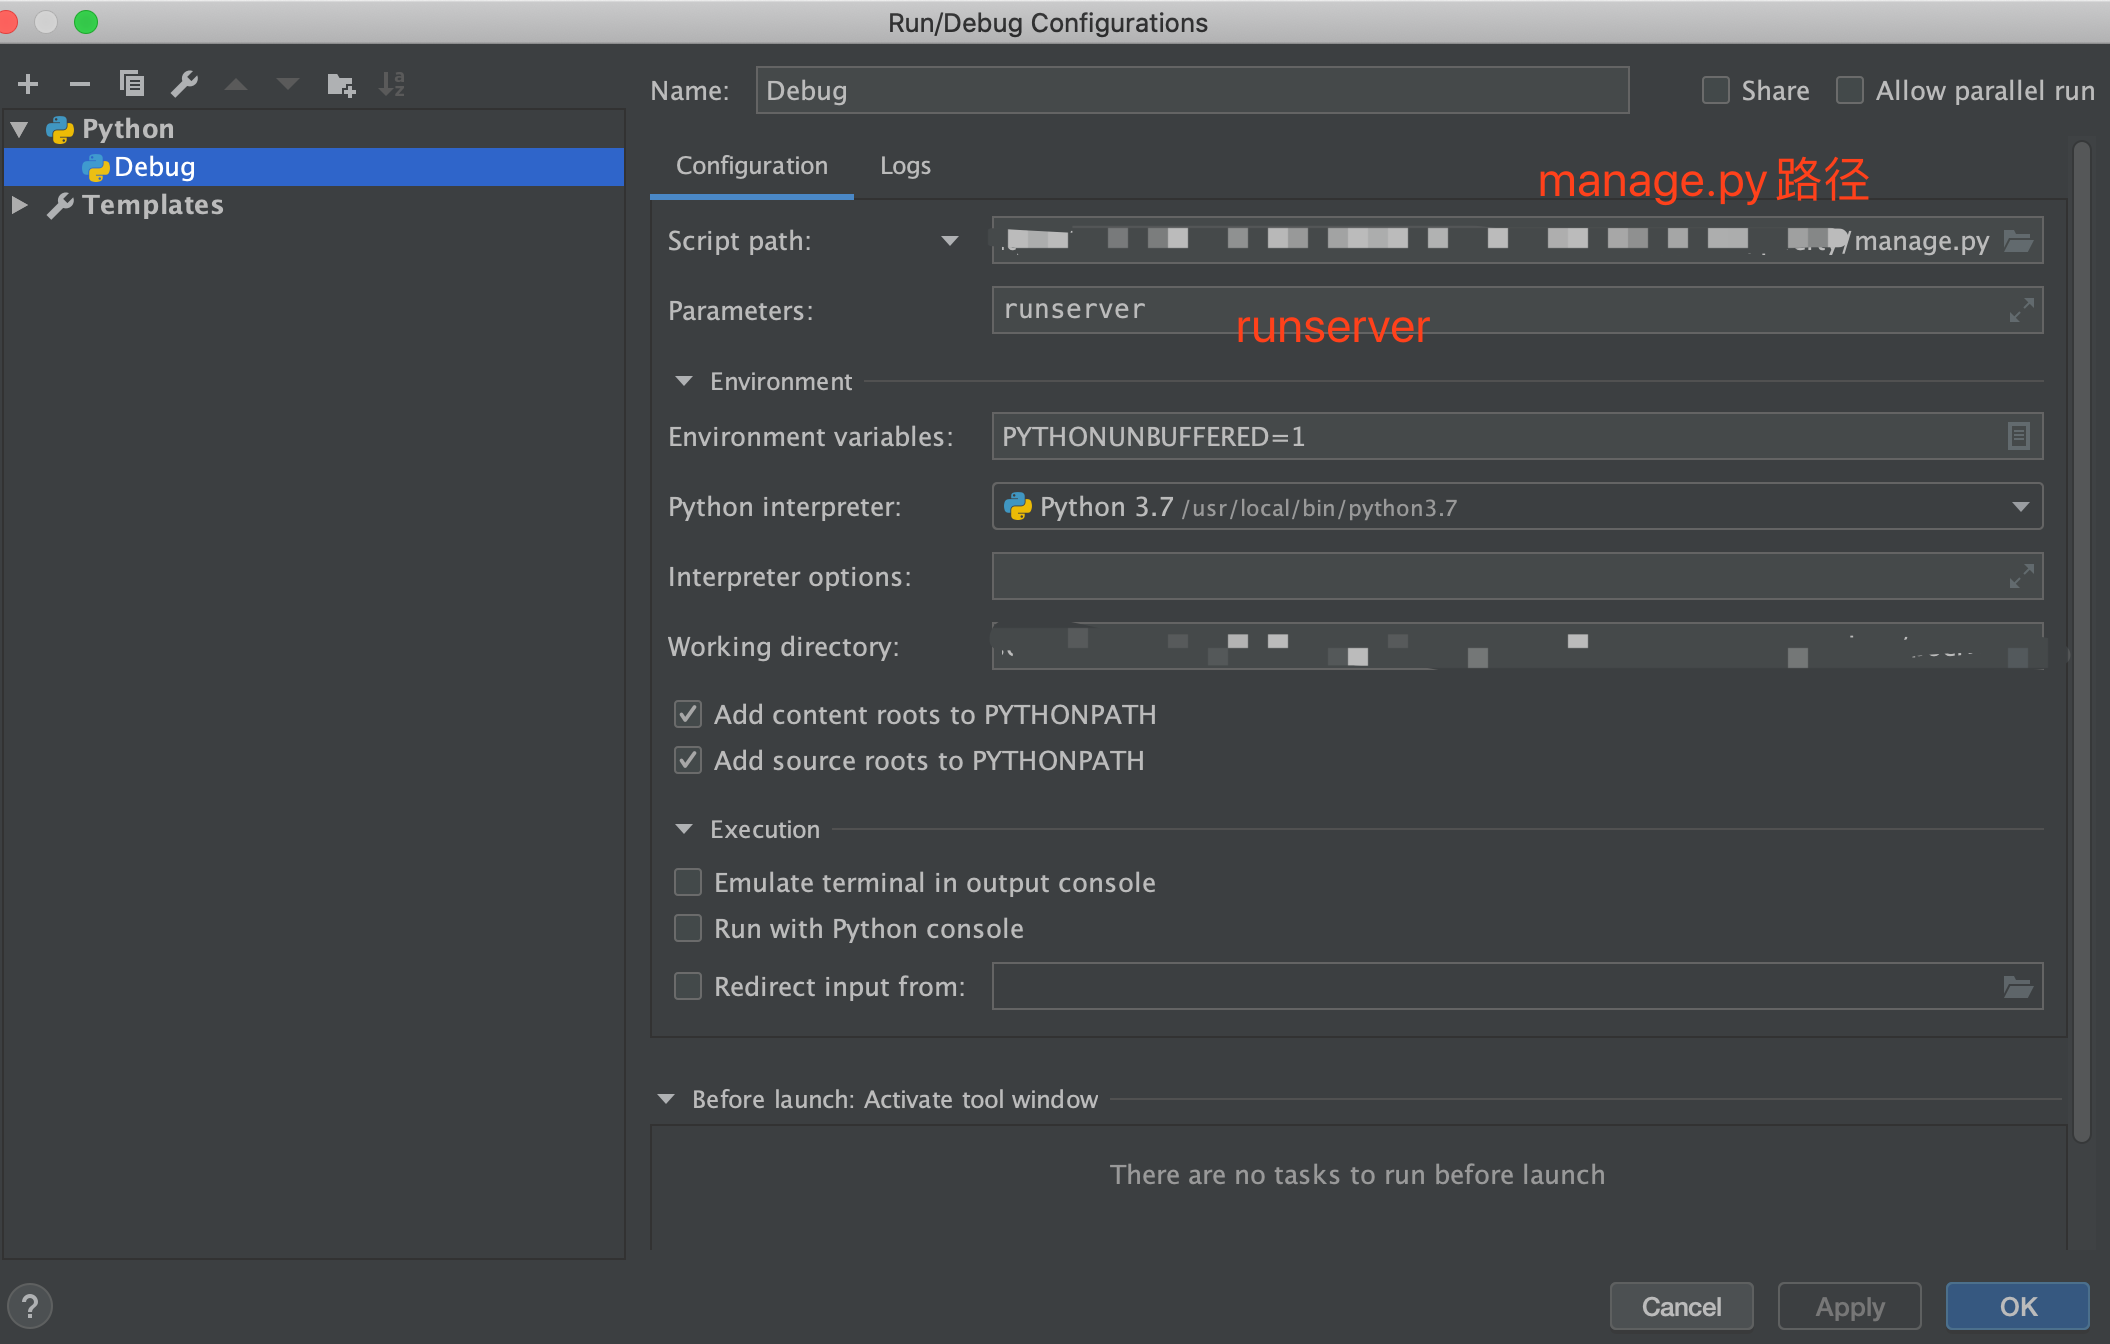 Run/Debug Configurations
Name: Debug
Share
Allow parallel run
Python
Debug
Templates
Configuration
Logs
manage.py路径
Script path: /manage.py
Parameters: runserver
runserver
Environment
Environment variables: PYTHONUNBUFFERED=1
Python interpreter: Python 3.7 /usr/local/bin/python3.7
Interpreter options:
Working directory:
Add content roots to PYTHONPATH
Add source roots to PYTHONPATH
Execution
Emulate terminal in output console
Run with Python console
Redirect input from:
Before launch: Activate tool window
There are no tasks to run before launch
?
Cancel
Apply
OK